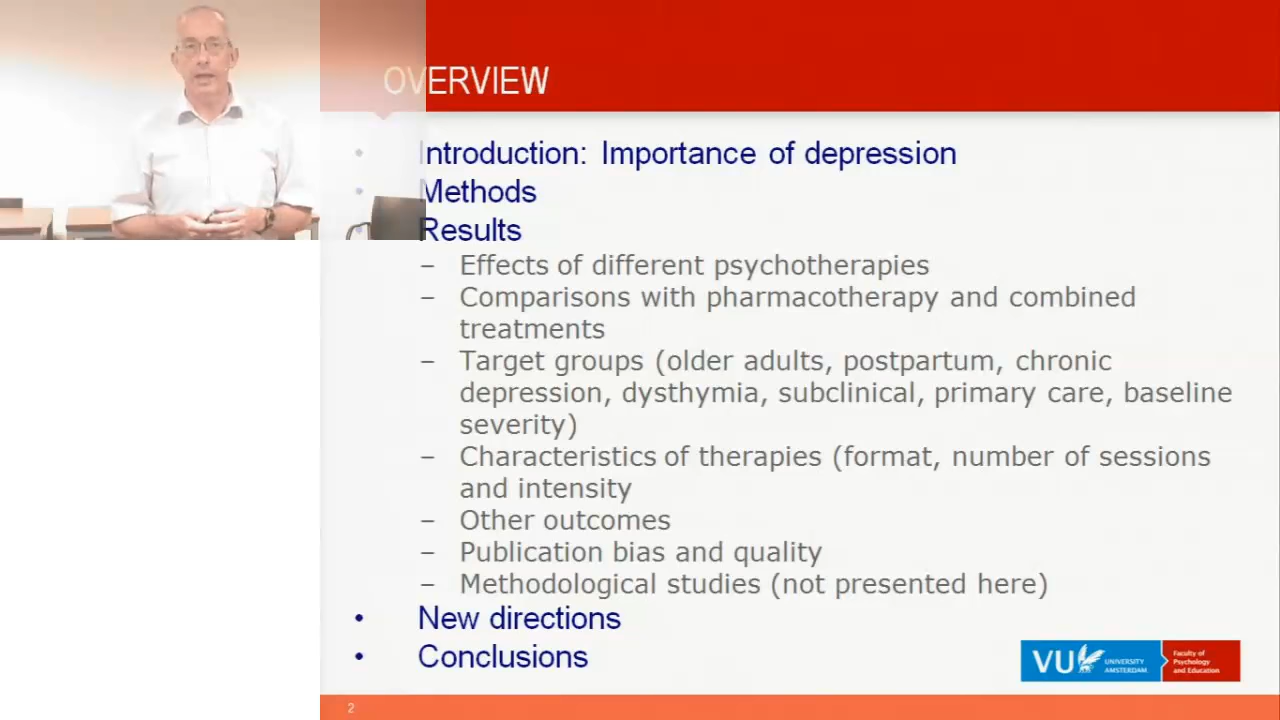 OVERVIEW
• Introduction: Importance of depression
• Methods
• Results
– Effects of different psychotherapies
– Comparisons with pharmacotherapy and combined
treatments
– Target groups (older adults, postpartum, chronic
depression, dysthymia, subclinical, primary care, baseline
severity)
– Characteristics of therapies (format, number of sessions
and intensity
– Other outcomes
– Publication bias and quality
– Methodological studies (not presented here)
• New directions
• Conclusions
VU UNIVERSITY
AMSTERDAM
Faculty of
Psychology
and Education
2